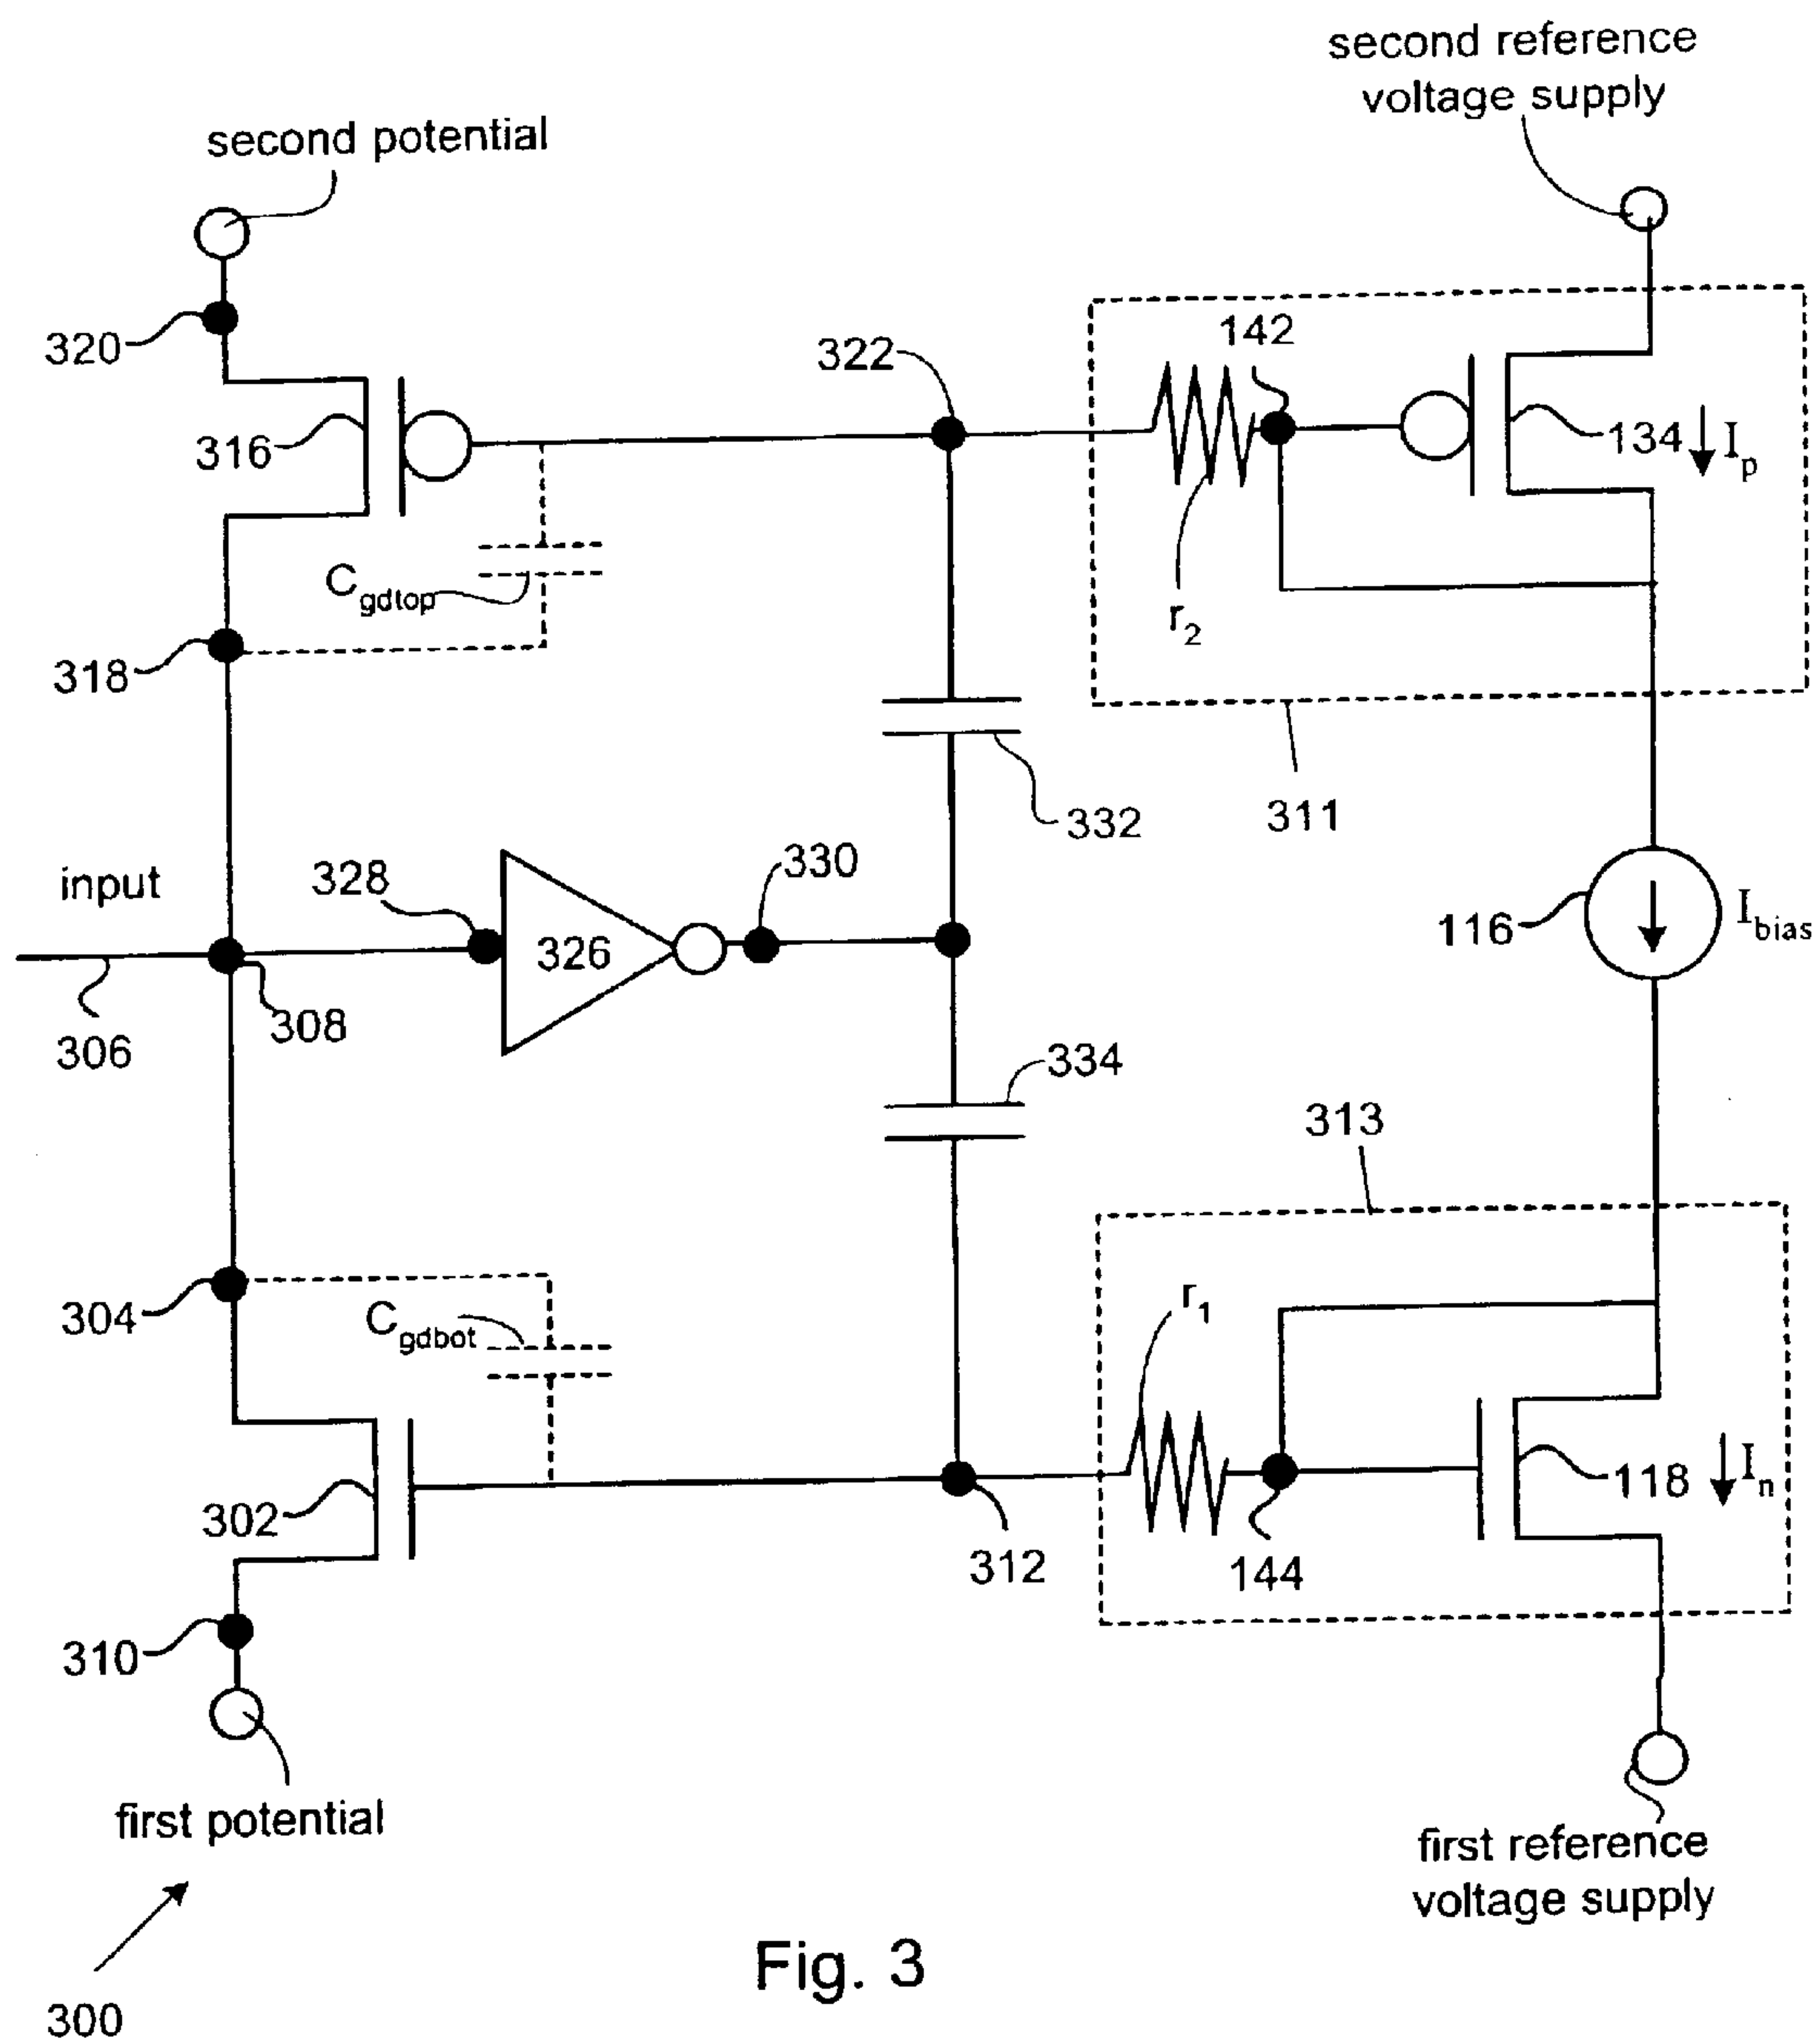 second reference
voltage supply
second potential
320
142
322
316
134
I_p
C_gdtop
r_2
318
332
311
input
328
330
326
116
I_bias
306
308
334
313
304
C_gdbot
r_1
302
118
I_n
312
144
310
first potential
first reference
voltage supply
Fig. 3
300